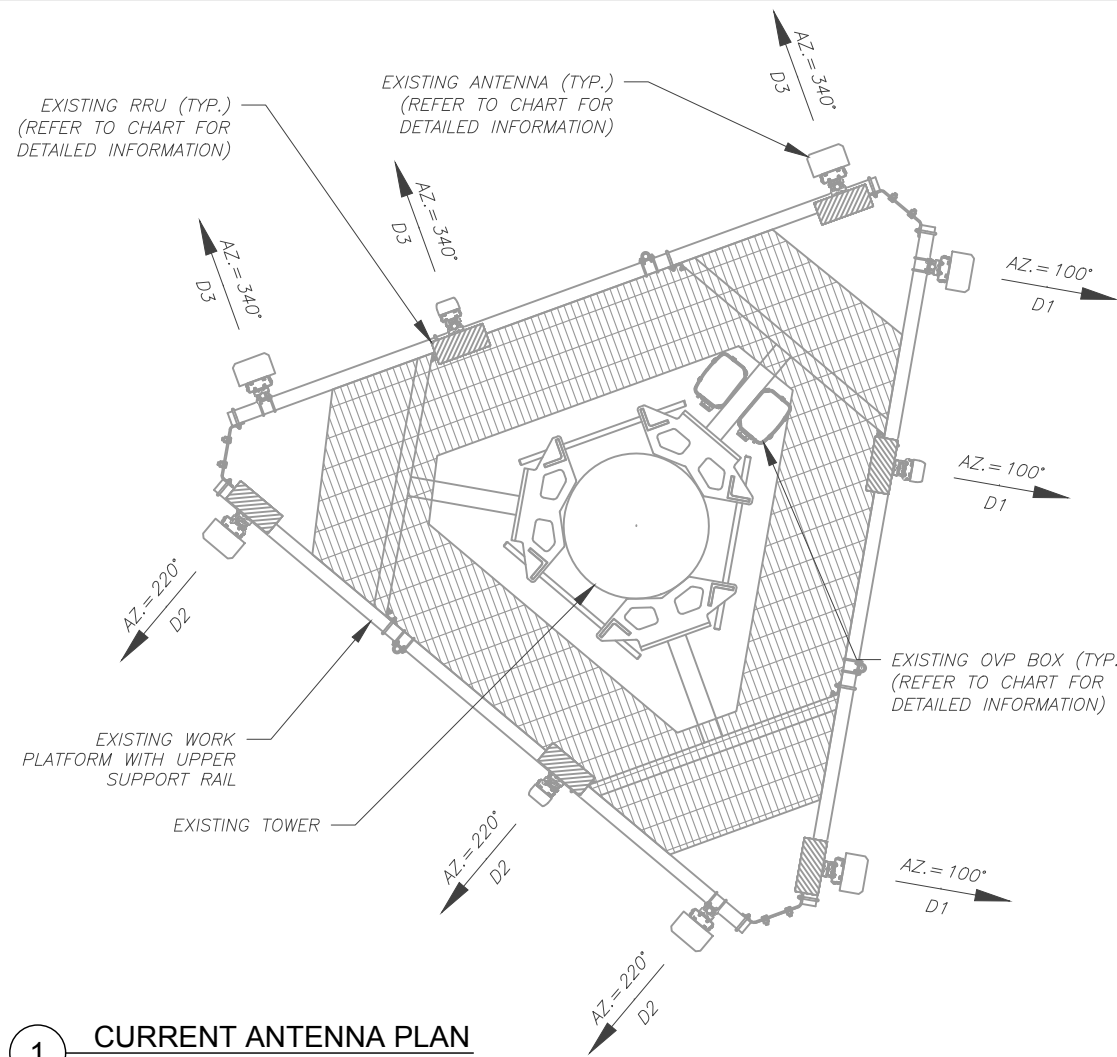 AZ.= 340°
D3
EXISTING ANTENNA (TYP.)
(REFER TO CHART FOR
DETAILED INFORMATION)
EXISTING RRU (TYP.)
(REFER TO CHART FOR
DETAILED INFORMATION)
AZ.= 340°
D3
AZ.= 340°
D3
AZ.= 100°
D1
AZ.= 100°
D1
AZ.= 220°
D2
EXISTING OVP BOX (TYP.
(REFER TO CHART FOR
DETAILED INFORMATION)
EXISTING WORK
PLATFORM WITH UPPER
SUPPORT RAIL
EXISTING TOWER
AZ.= 220°
D2
AZ.= 100°
D1
AZ.= 220°
D2
1
CURRENT ANTENNA PLAN